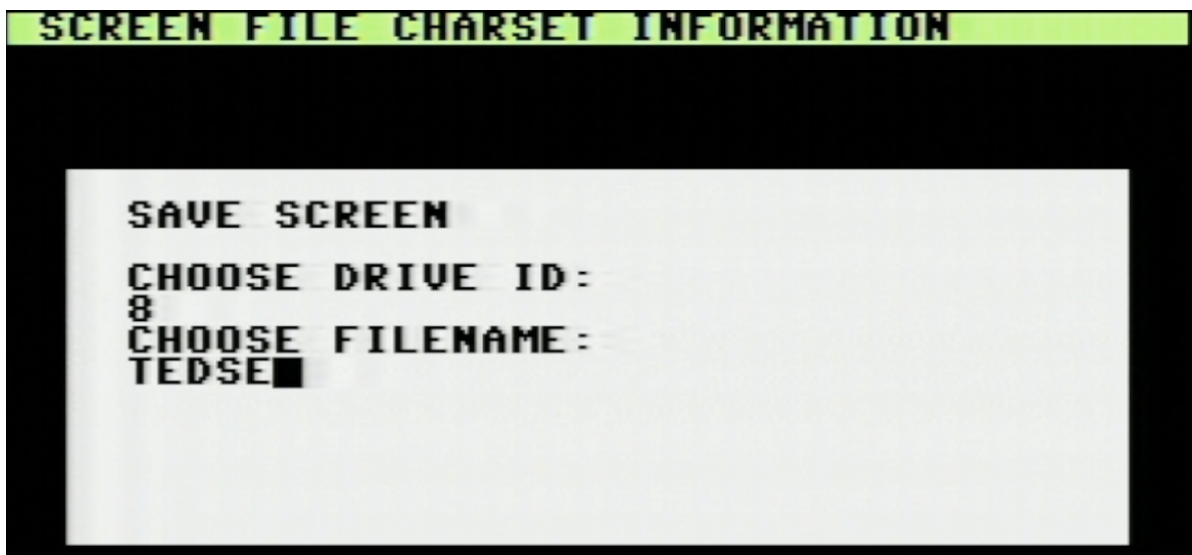 SCREEN FILE CHARSET INFORMATION
SAVE SCREEN
CHOOSE DRIVE ID:
8
CHOOSE FILENAME:
TEDSE